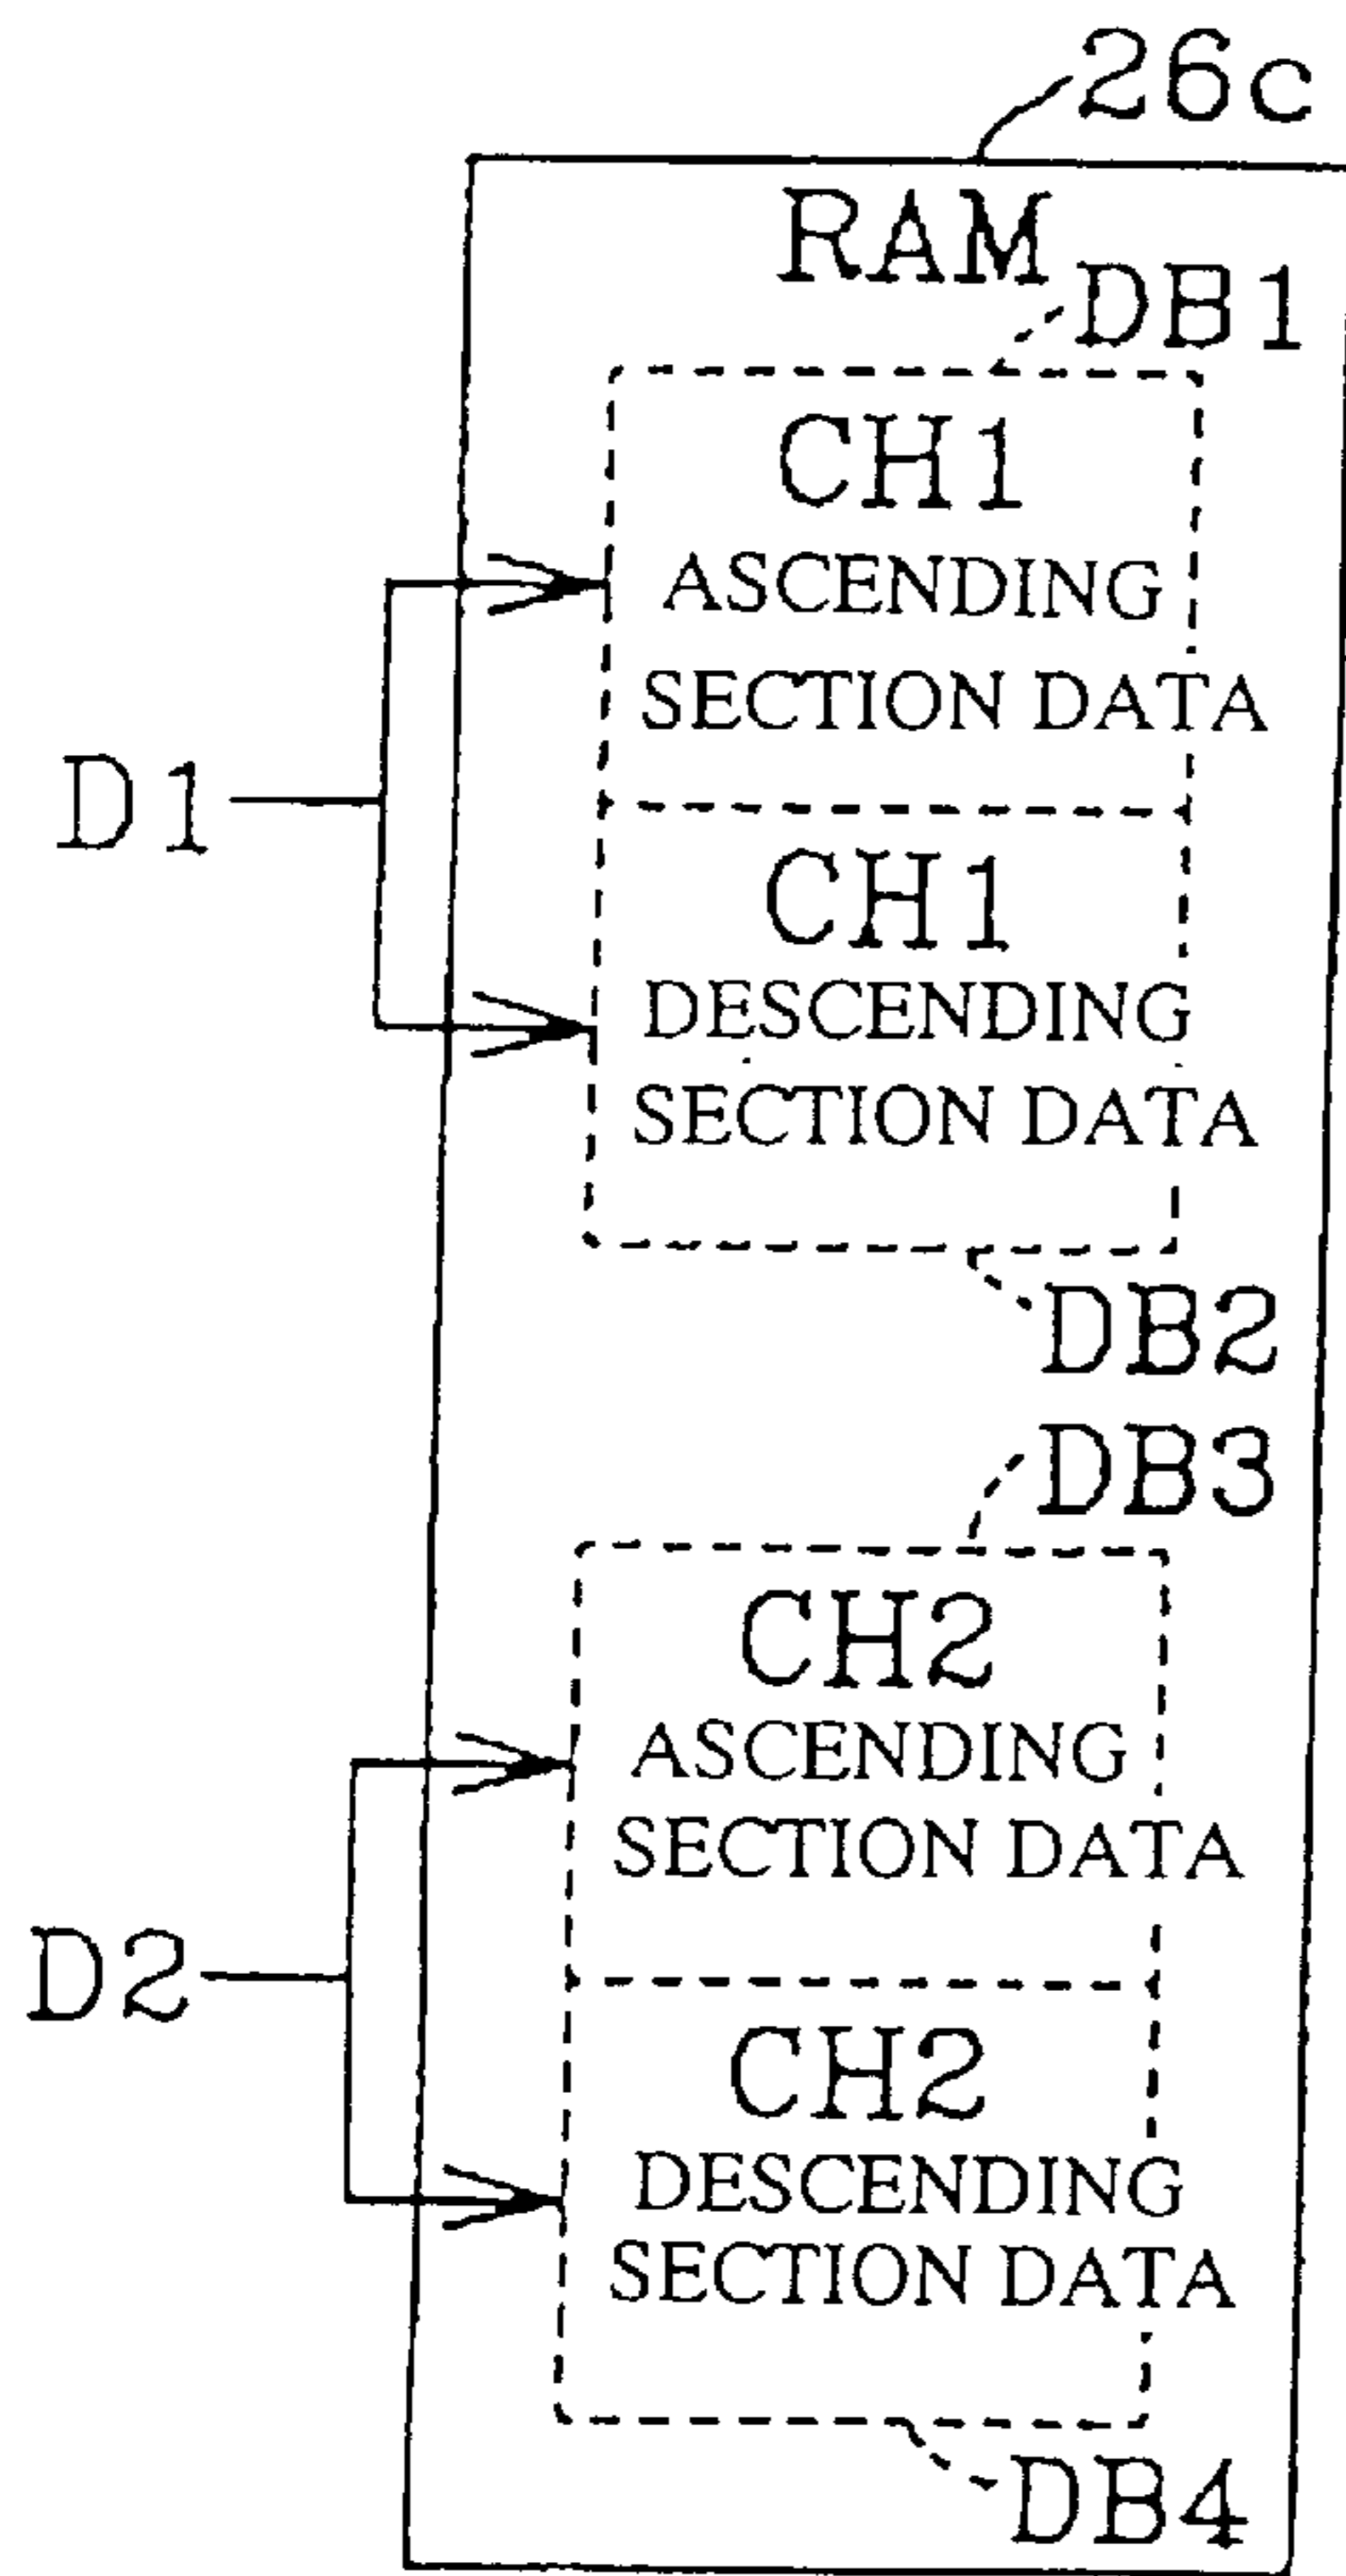 26c
RAM
DB1
CH1
ASCENDING
SECTION DATA
D1
CH1
DESCENDING
SECTION DATA
DB2
DB3
CH2
ASCENDING
SECTION DATA
D2
CH2
DESCENDING
SECTION DATA
DB4